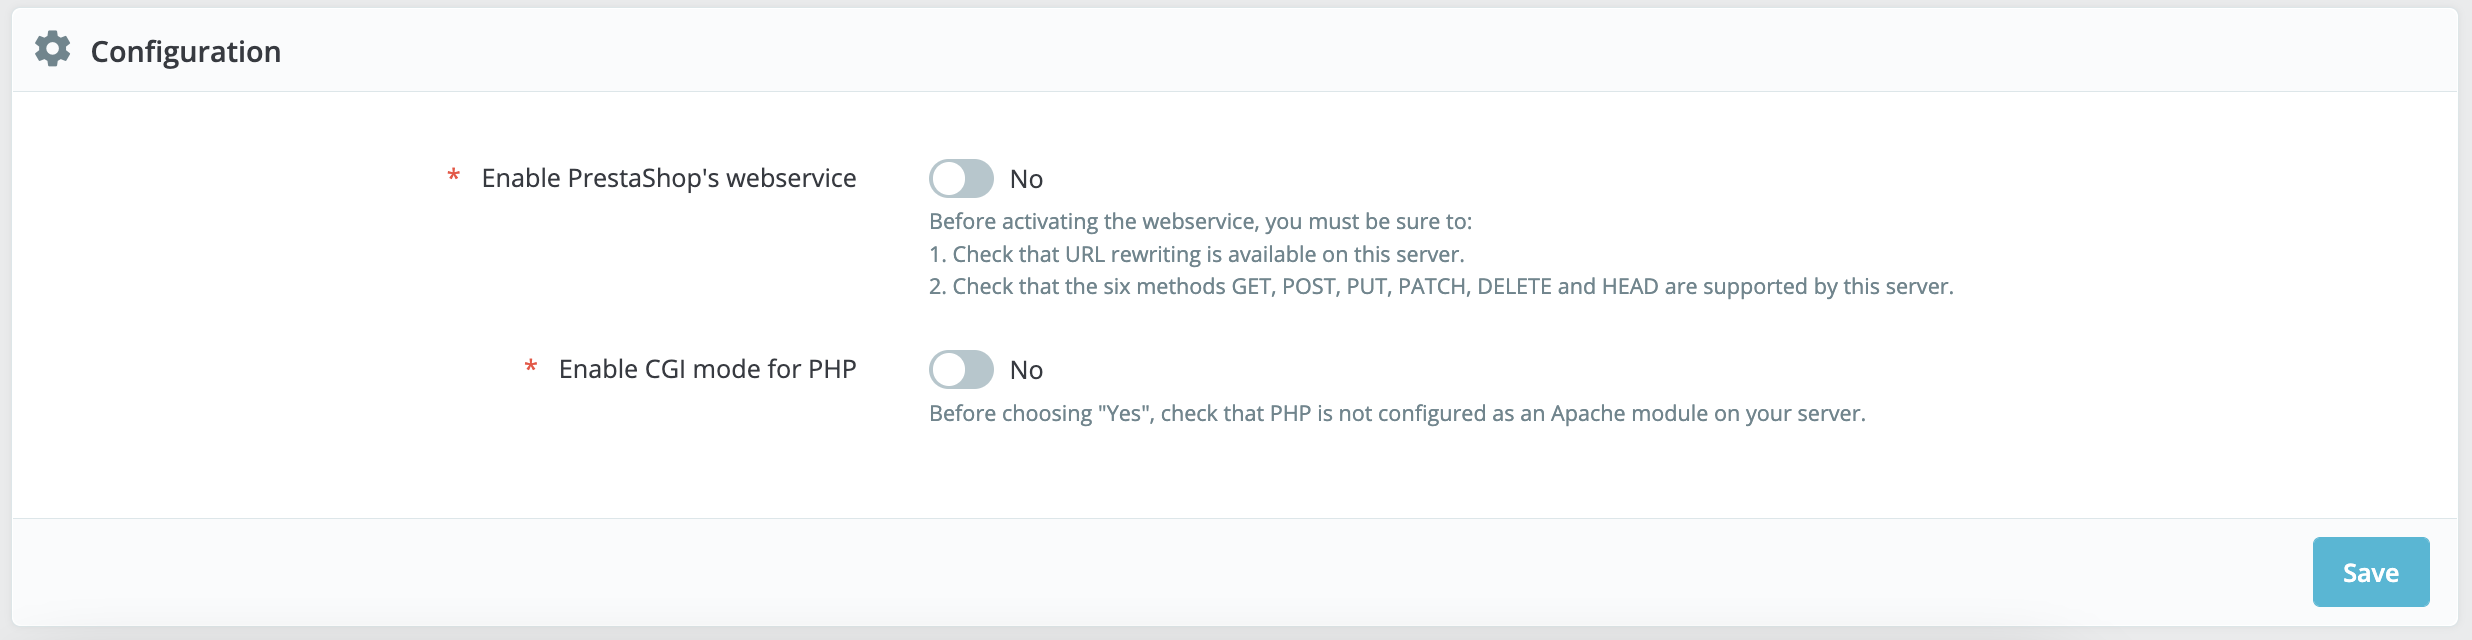 Configuration
* Enable PrestaShop's webservice
No
Before activating the webservice, you must be sure to:
1. Check that URL rewriting is available on this server.
2. Check that the six methods GET, POST, PUT, PATCH, DELETE and HEAD are supported by this server.
* Enable CGI mode for PHP
No
Before choosing "Yes", check that PHP is not configured as an Apache module on your server.
Save